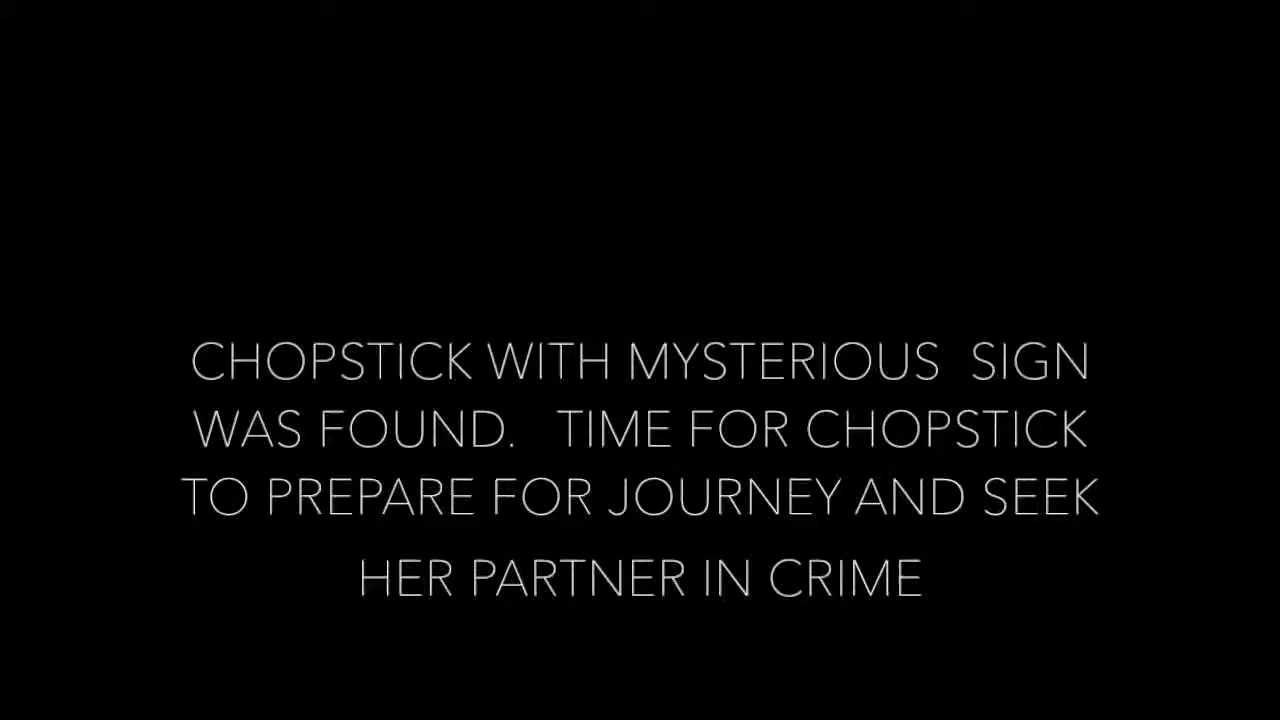 CHOPSTICK WITH MYSTERIOUS  SIGN
WAS FOUND.   TIME FOR CHOPSTICK
TO PREPARE FOR JOURNEY AND SEEK
HER PARTNER IN CRIME